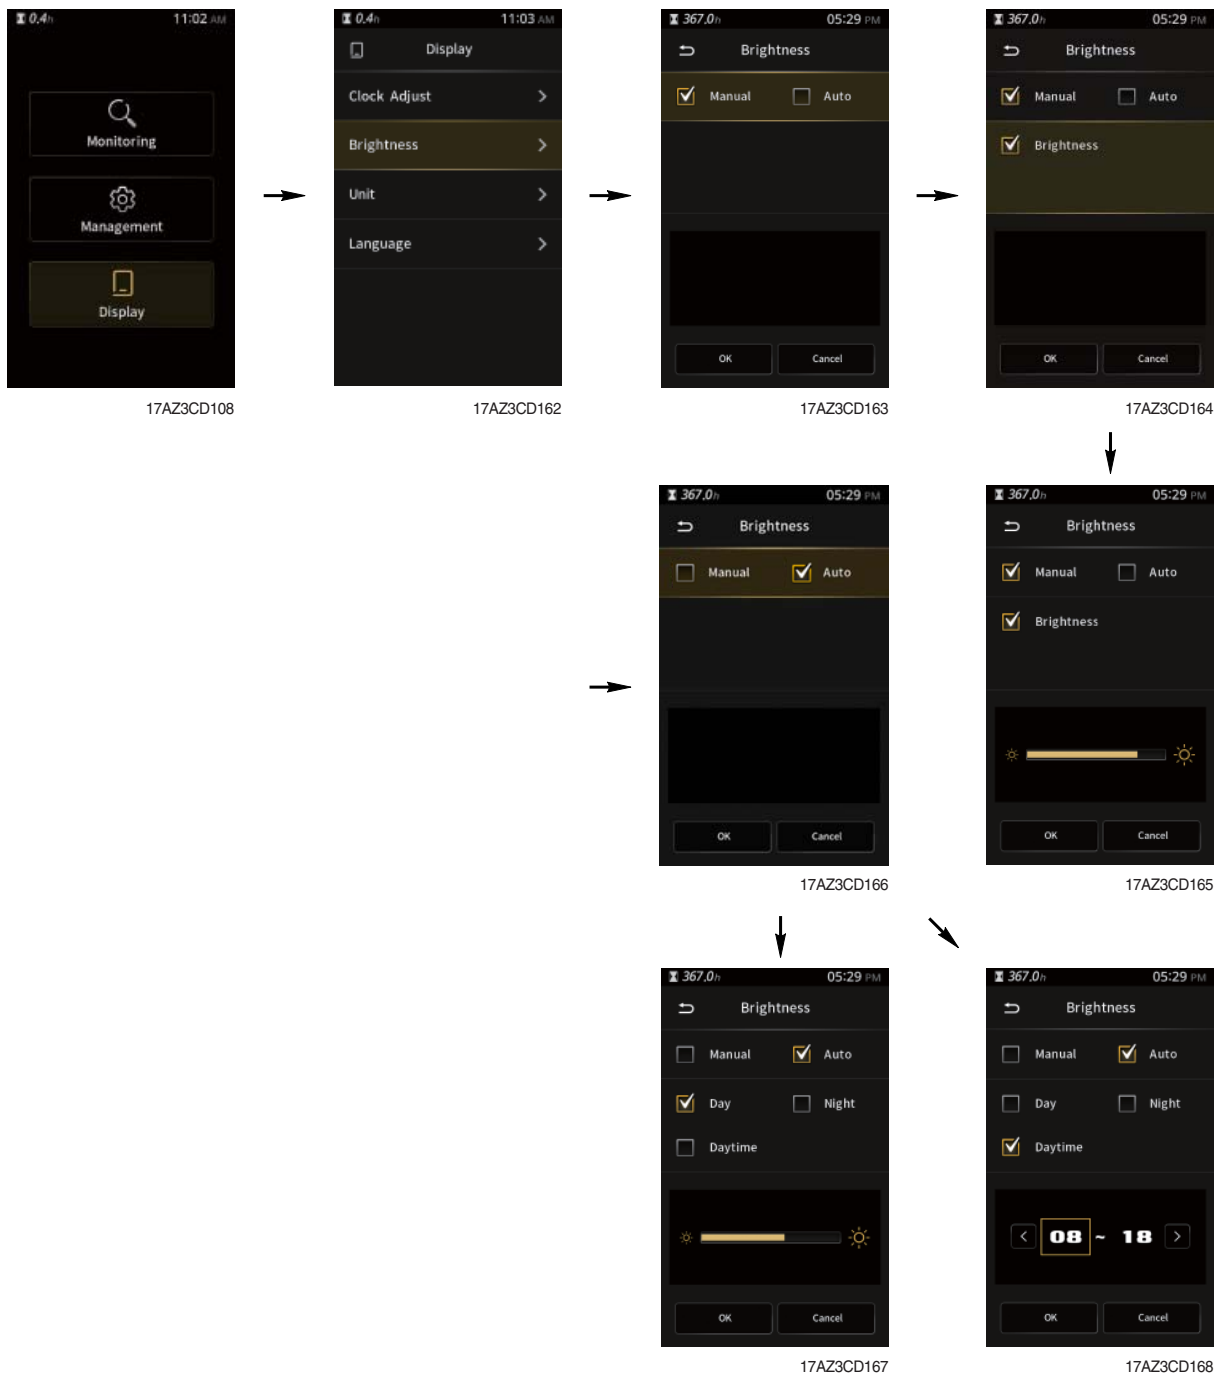 0.4h 11:02 AM
Monitoring
Management
Display
17AZ3CD108
0.4h 11:03 AM
Display
Clock Adjust
Brightness
Unit
Language
17AZ3CD162
367.0h 05:29 PM
Brightness
Manual Auto
OK Cancel
17AZ3CD163
367.0h 05:29 PM
Brightness
Manual Auto
Brightness
OK Cancel
17AZ3CD164
367.0h 05:29 PM
Brightness
Manual Auto
OK Cancel
17AZ3CD166
367.0h 05:29 PM
Brightness
Manual Auto
Brightness
OK Cancel
17AZ3CD165
367.0h 05:29 PM
Brightness
Manual Auto
Day Night
Daytime
OK Cancel
17AZ3CD167
367.0h 05:29 PM
Brightness
Manual Auto
Day Night
Daytime
08 ~ 18
OK Cancel
17AZ3CD168